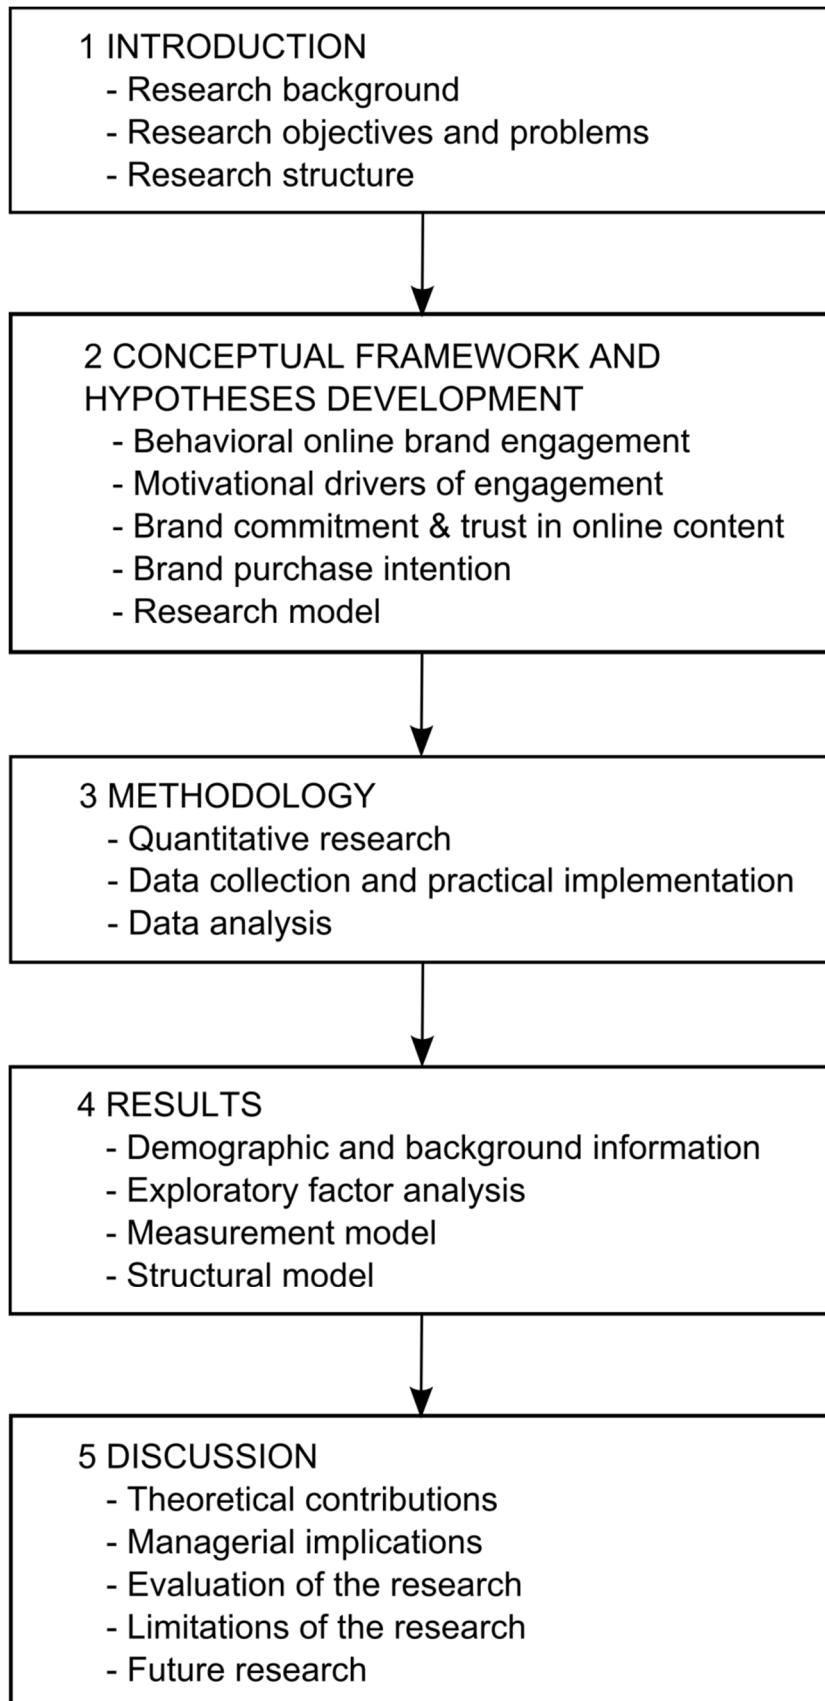 1 INTRODUCTION
- Research background
- Research objectives and problems
- Research structure
2 CONCEPTUAL FRAMEWORK AND
HYPOTHESES DEVELOPMENT
- Behavioral online brand engagement
- Motivational drivers of engagement
- Brand commitment & trust in online content
- Brand purchase intention
- Research model
3 METHODOLOGY
- Quantitative research
- Data collection and practical implementation
- Data analysis
4 RESULTS
- Demographic and background information
- Exploratory factor analysis
- Measurement model
- Structural model
5 DISCUSSION
- Theoretical contributions
- Managerial implications
- Evaluation of the research
- Limitations of the research
- Future research